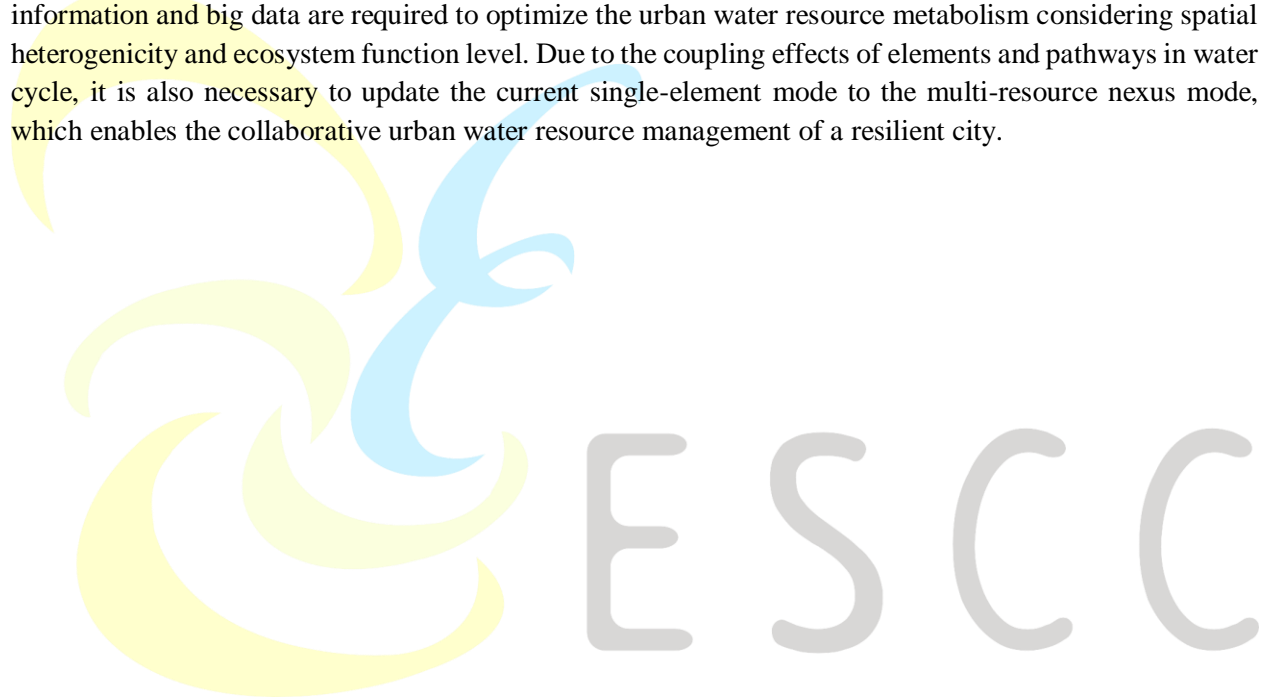 information and big data are required to optimize the urban water resource metabolism considering spatial
heterogenicity and ecosystem function level. Due to the coupling effects of elements and pathways in water
cycle, it is also necessary to update the current single-element mode to the multi-resource nexus mode,
which enables the collaborative urban water resource management of a resilient city.
ESCC